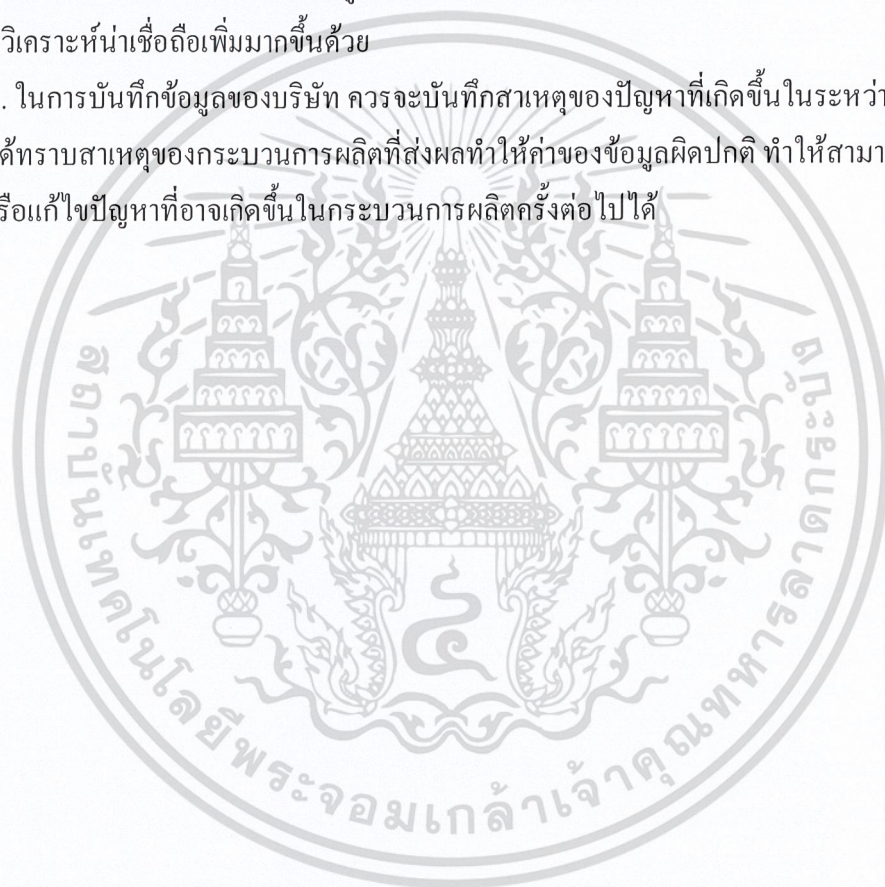 วิเคราะห์น่าเชื่อถือเพิ่มมากขึ้นด้วย
. ในการบันทึกข้อมูลของบริษัท ควรจะบันทึกสาเหตุของปัญหาที่เกิดขึ้นในระหว่า
ด้ทราบสาเหตุของกระบวนการผลิตที่ส่งผลทำให้ค่าของข้อมูลผิดปกติ ทำให้สามา
รือแก้ไขปัญหาที่อาจเกิดขึ้นในกระบวนการผลิตครั้งต่อไปได้
สถาบันเทคโนโลยีพระจอมเกล้าเจ้าคุณทหารลาดกระบัง